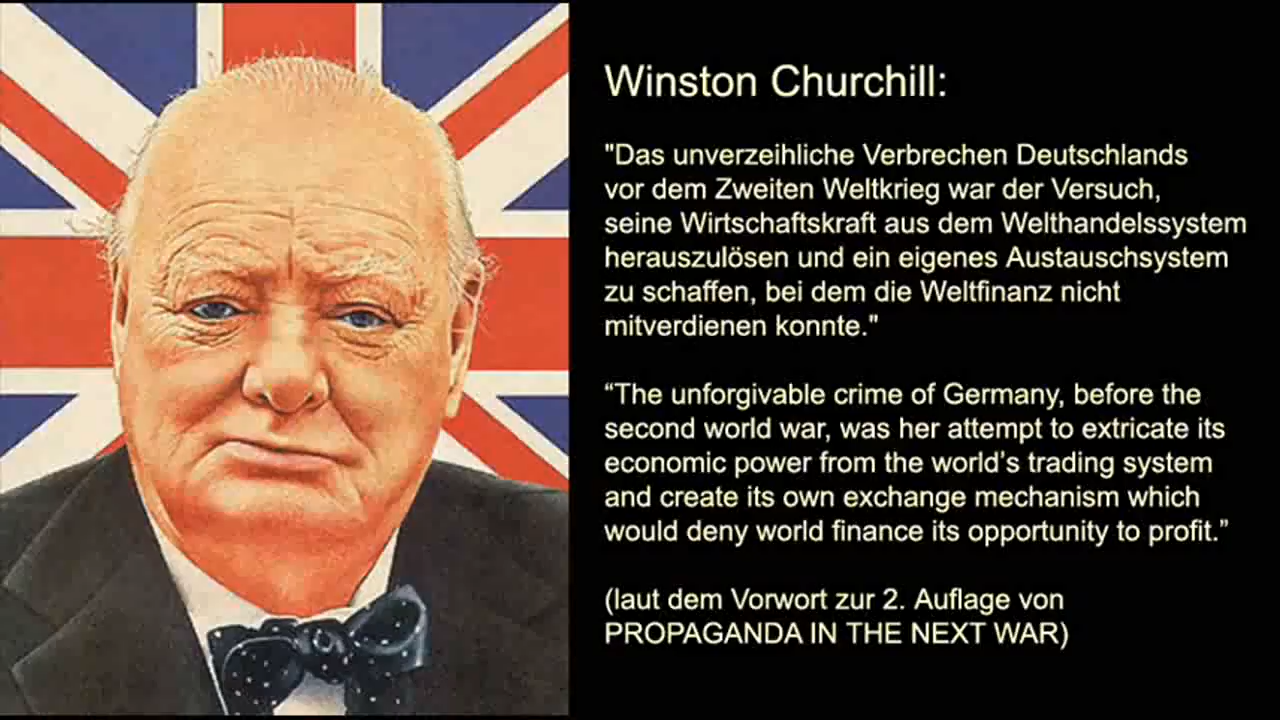 Winston Churchill:
"Das unverzeihliche Verbrechen Deutschlands
vor dem Zweiten Weltkrieg war der Versuch,
seine Wirtschaftskraft aus dem Welthandelssystem
herauszulösen und ein eigenes Austauschsystem
zu schaffen, bei dem die Weltfinanz nicht
mitverdienen konnte."
“The unforgivable crime of Germany, before the
second world war, was her attempt to extricate its
economic power from the world’s trading system
and create its own exchange mechanism which
would deny world finance its opportunity to profit.”
(laut dem Vorwort zur 2. Auflage von
PROPAGANDA IN THE NEXT WAR)